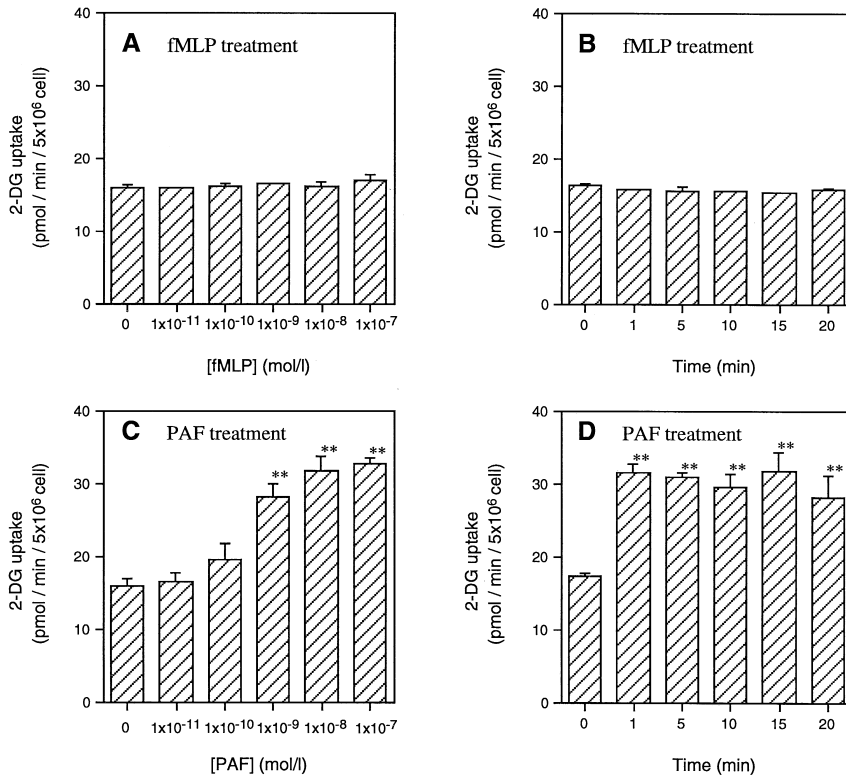 40
30
20
10
0
2-DG uptake
(pmol / min / 5x10⁶ cell)
A fMLP treatment
0 1x10⁻¹¹ 1x10⁻¹⁰ 1x10⁻⁹ 1x10⁻⁸ 1x10⁻⁷
[fMLP] (mol/l)
40
30
20
10
0
2-DG uptake
(pmol / min / 5x10⁶ cell)
B fMLP treatment
0 1 5 10 15 20
Time (min)
40
30
20
10
0
2-DG uptake
(pmol / min / 5x10⁶ cell)
C PAF treatment
** ** **
0 1x10⁻¹¹ 1x10⁻¹⁰ 1x10⁻⁹ 1x10⁻⁸ 1x10⁻⁷
[PAF] (mol/l)
40
30
20
10
0
2-DG uptake
(pmol / min / 5x10⁶ cell)
D PAF treatment
** ** ** ** **
0 1 5 10 15 20
Time (min)